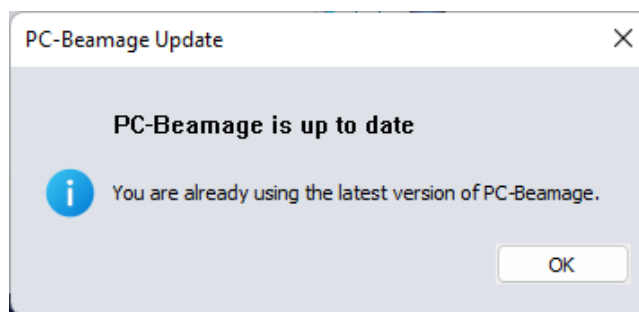 PC-Beamage Update
PC-Beamage is up to date
You are already using the latest version of PC-Beamage.
OK